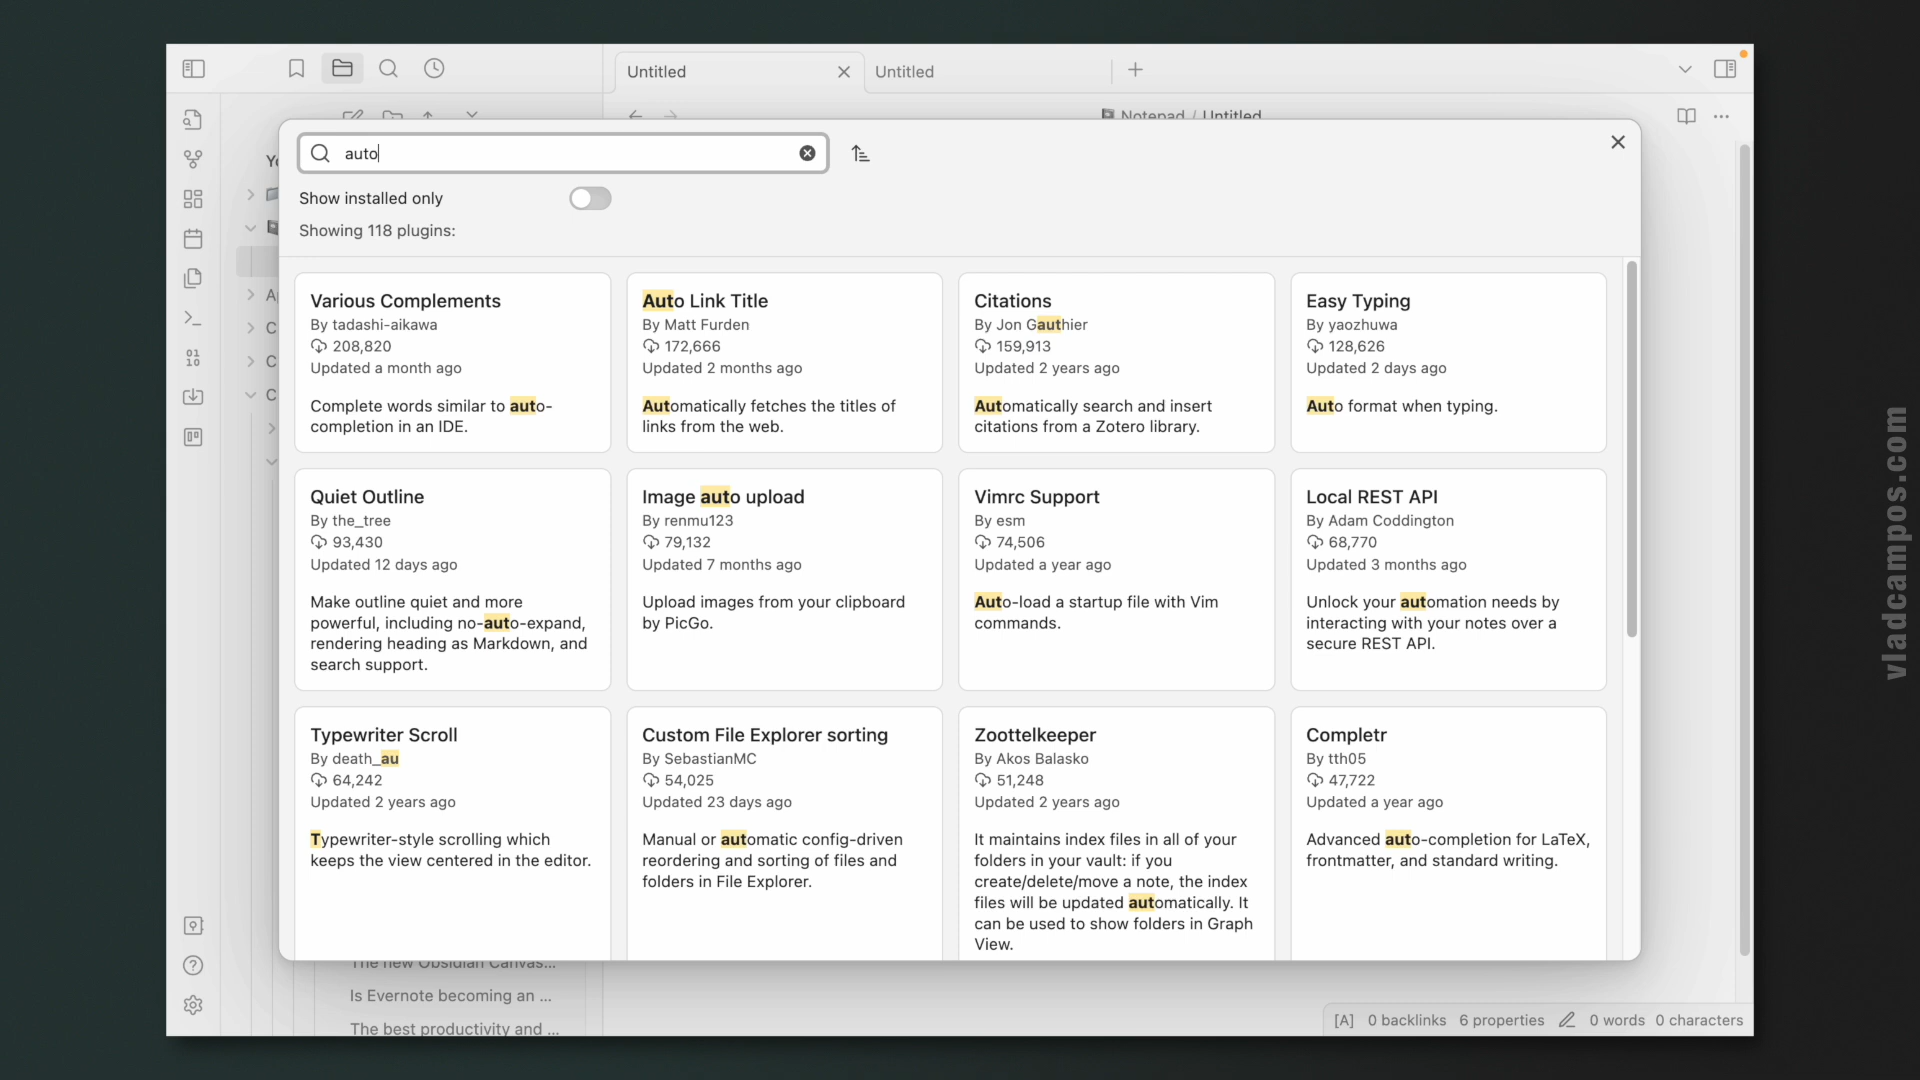 Untitled
Untitled
Notepad / Untitled
auto
Show installed only
Showing 118 plugins:
Various Complements
By tadashi-aikawa
208,820
Updated a month ago
Complete words similar to auto-
completion in an IDE.
Auto Link Title
By Matt Furden
172,666
Updated 2 months ago
Automatically fetches the titles of
links from the web.
Citations
By Jon Gauthier
159,913
Updated 2 years ago
Automatically search and insert
citations from a Zotero library.
Easy Typing
By yaozhuwa
128,626
Updated 2 days ago
Auto format when typing.
Quiet Outline
By the_tree
93,430
Updated 12 days ago
Make outline quiet and more
powerful, including no-auto-expand,
rendering heading as Markdown, and
search support.
Image auto upload
By renmu123
79,132
Updated 7 months ago
Upload images from your clipboard
by PicGo.
Vimrc Support
By esm
74,506
Updated a year ago
Auto-load a startup file with Vim
commands.
Local REST API
By Adam Coddington
68,770
Updated 3 months ago
Unlock your automation needs by
interacting with your notes over a
secure REST API.
Typewriter Scroll
By death_au
64,242
Updated 2 years ago
Typewriter-style scrolling which
keeps the view centered in the editor.
Custom File Explorer sorting
By SebastianMC
54,025
Updated 23 days ago
Manual or automatic config-driven
reordering and sorting of files and
folders in File Explorer.
Zoottelkeeper
By Akos Balasko
51,248
Updated 2 years ago
It maintains index files in all of your
folders in your vault: if you
create/delete/move a note, the index
files will be updated automatically. It
can be used to show folders in Graph
View.
Completr
By tth05
47,722
Updated a year ago
Advanced auto-completion for LaTeX,
frontmatter, and standard writing.
The new Obsidian Canvas...
Is Evernote becoming an ...
The best productivity and ...
[A] 0 backlinks 6 properties 0 words 0 characters
vladcampos.com